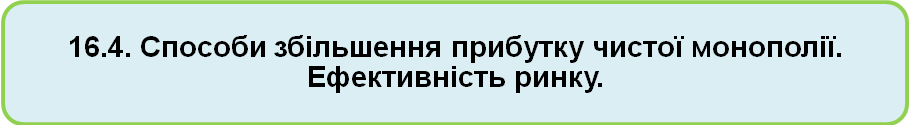 16.4. Способи збільшення прибутку чистої монополії.
Ефективність ринку.